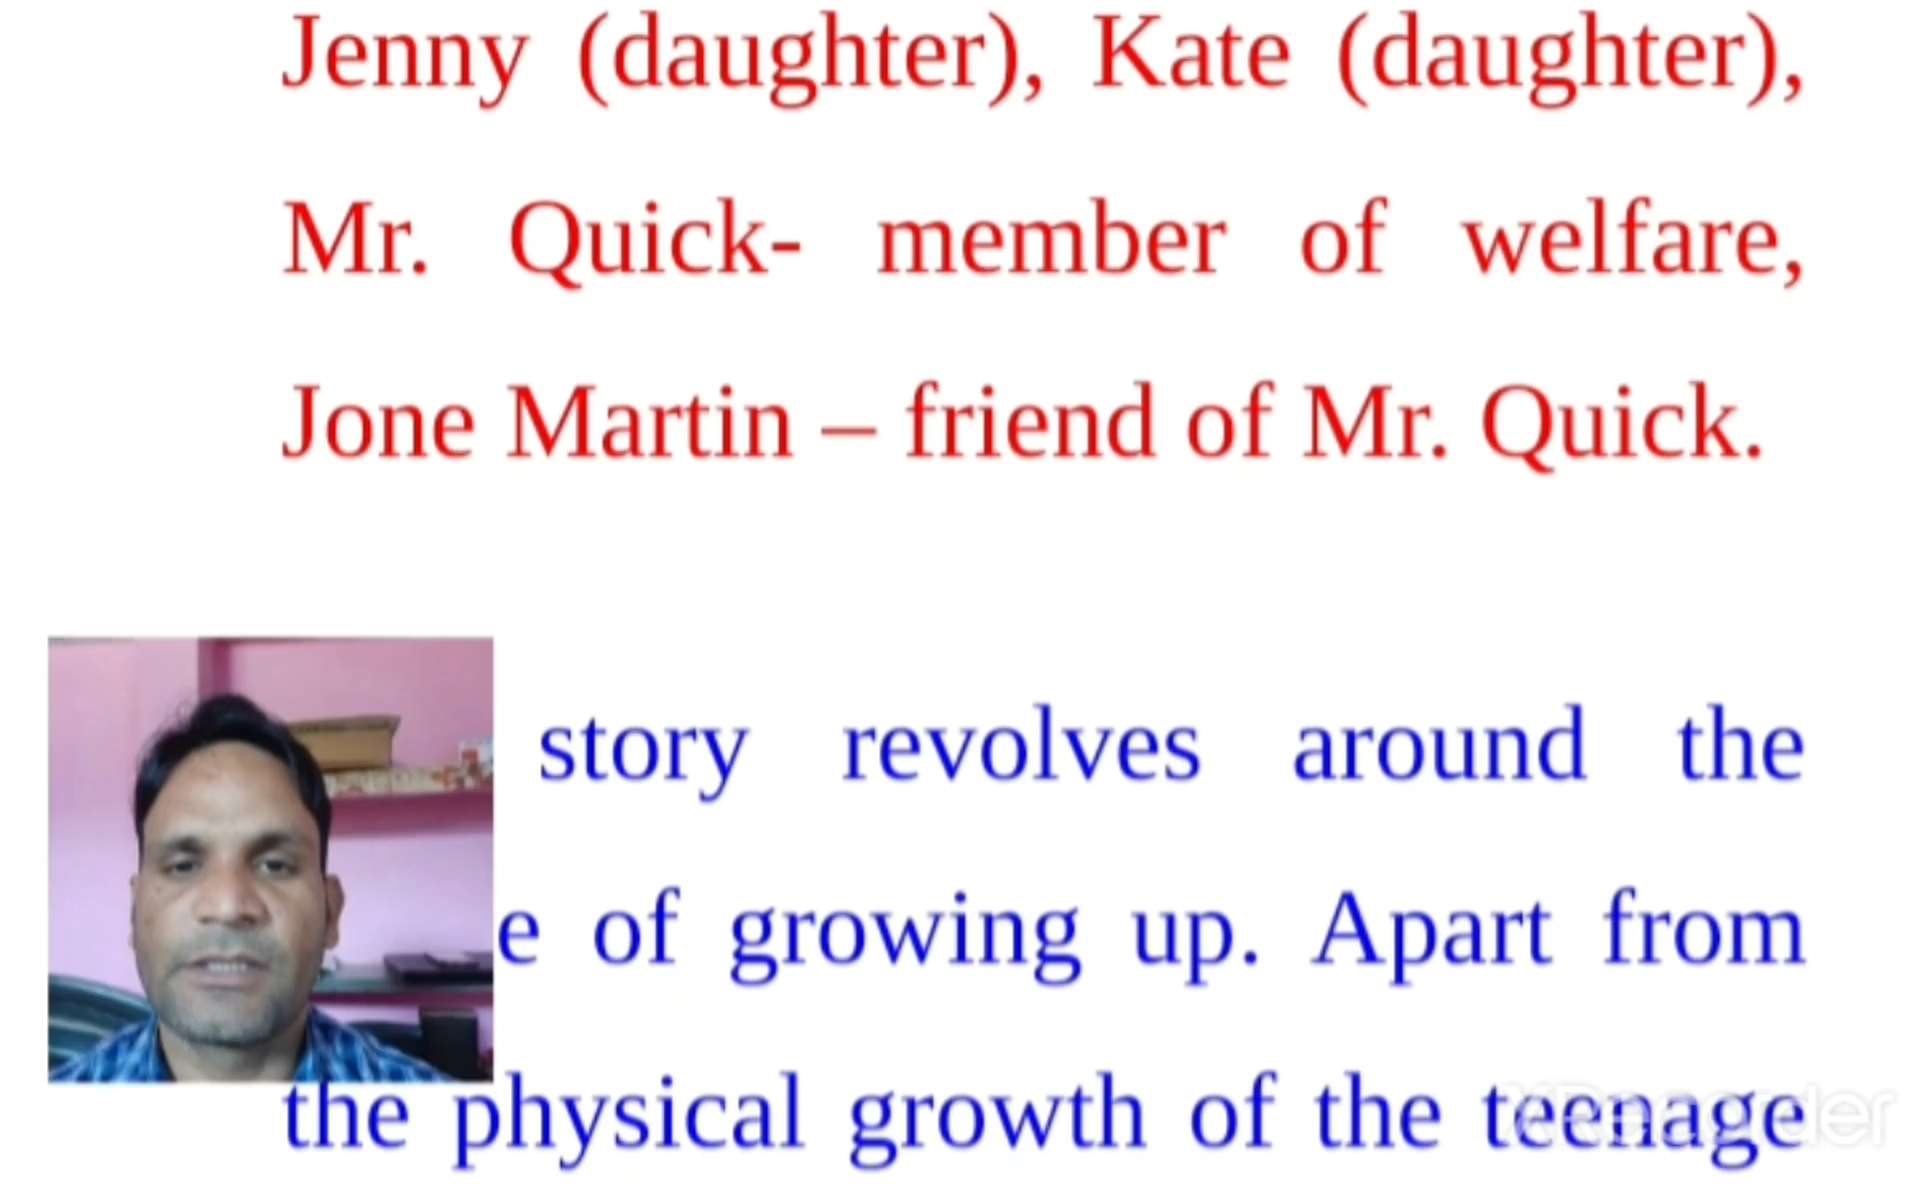 Jenny (daughter), Kate (daughter),
Mr. Quick- member of welfare,
Jone Martin – friend of Mr. Quick.
story revolves around the
e of growing up. Apart from
the physical growth of the teenage
XRecorder